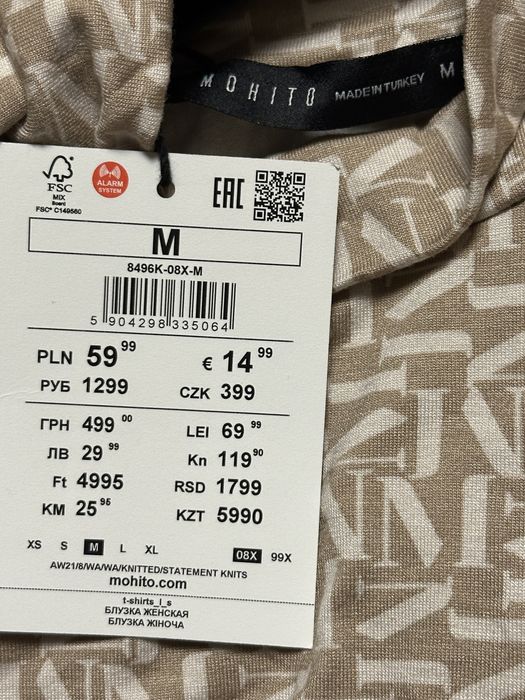 MOHITO MADE IN TURKEY M
FSC
MIX
Board
FSC® C149560
ALARM
SYSTEM
EAC
M
8496K-08X-M
5 904298 335064
PLN 59 99 € 14 99
РУБ 1299 CZK 399
ГРН 499 00 LEI 69 99
ЛВ 29 99 Kn 119 90
Ft 4995 RSD 1799
KM 25 95 KZT 5990
XS S M L XL 08X 99X
AW21/8/WA/WA/KNITTED/STATEMENT KNITS
mohito.com
t-shirts_l_s
БЛУЗКА ЖЕНСКАЯ
БЛУЗКА ЖІНОЧА